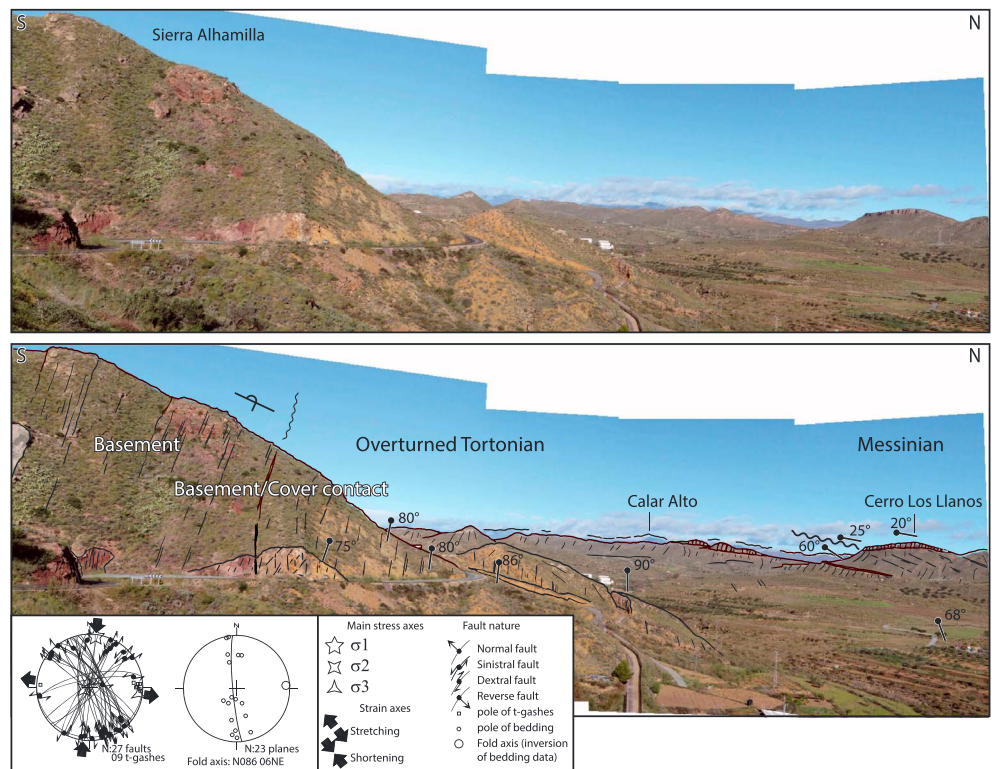 S
N
Sierra Alhamilla
S
N
Basement
Overturned Tortonian
Messinian
Basement/Cover contact
Calar Alto
Cerro Los Llanos
80°
75°
80°
86°
90°
60°
25°
20°
68°
N
N
N:27 faults
09 t-gashes
N:23 planes
Fold axis: N086 06NE
Main stress axes
σ1
σ2
σ3
Strain axes
Stretching
Shortening
Fault nature
Normal fault
Sinistral fault
Dextral fault
Reverse fault
pole of t-gashes
pole of bedding
Fold axis (inversion
of bedding data)